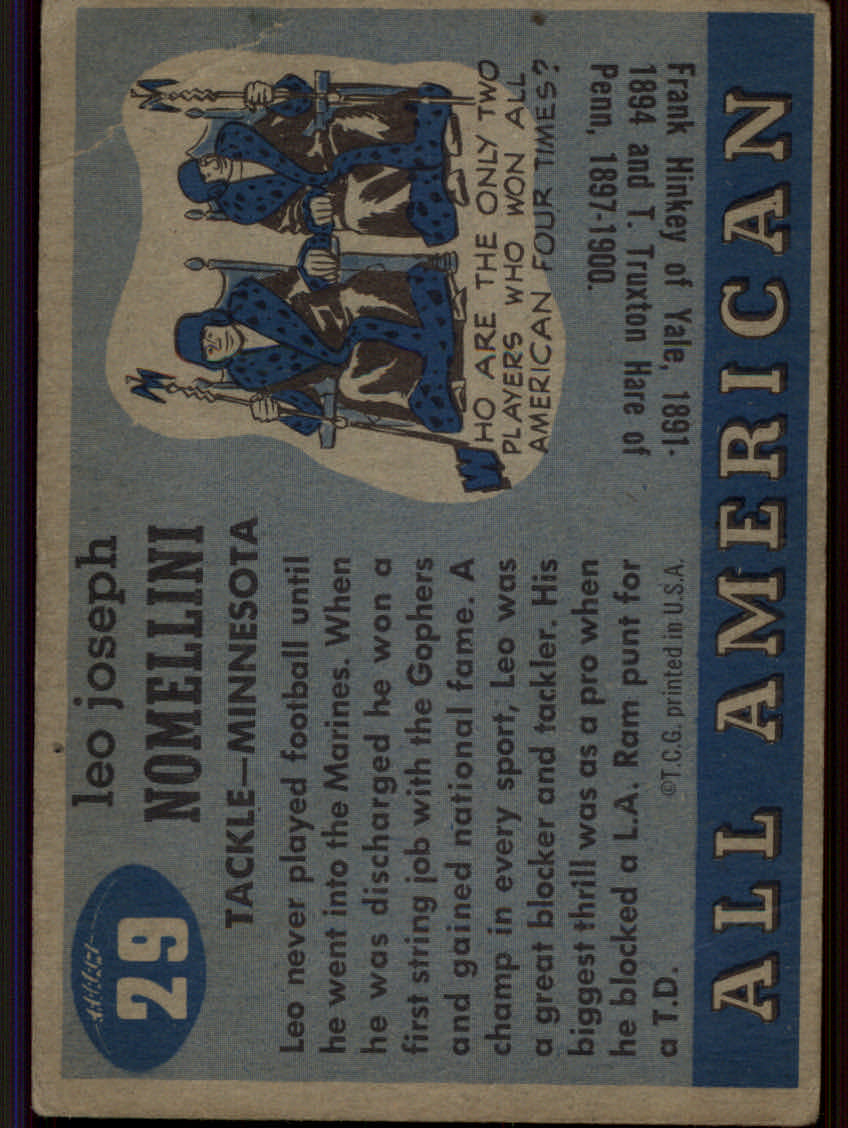 29
leo joseph
NOMELLINI
TACKLE—MINNESOTA
Leo never played football until
he went into the Marines. When
he was discharged he won a
first string job with the Gophers
and gained national fame. A
champ in every sport, Leo was
a great blocker and tackler. His
biggest thrill was as a pro when
he blocked a L.A. Ram punt for
a T.D.
©T.C.G. printed in U.S.A.
WHO ARE THE ONLY TWO
PLAYERS WHO WON ALL
AMERICAN FOUR TIMES?
Frank Hinkey of Yale, 1891-
1894 and T. Truxton Hare of
Penn, 1897-1900.
ALL AMERICAN